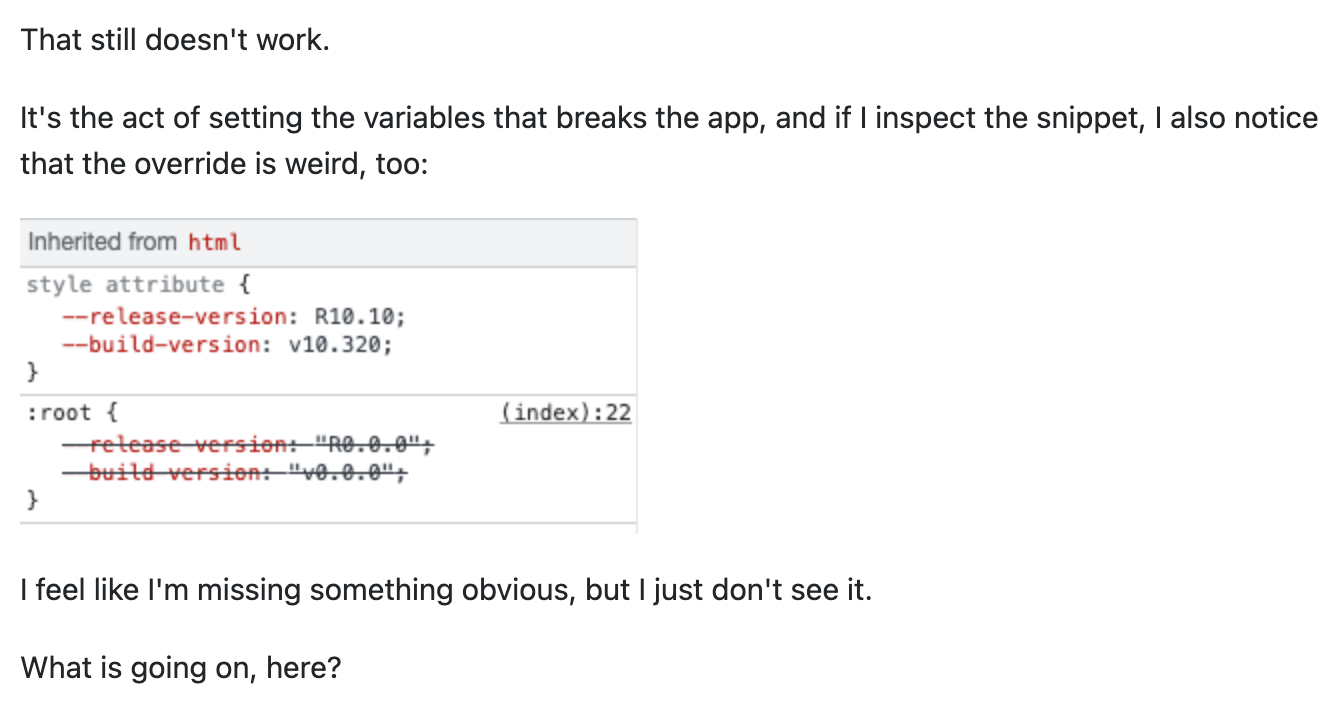 That still doesn't work.
It's the act of setting the variables that breaks the app, and if I inspect the snippet, I also notice
that the override is weird, too:
Inherited from html
style attribute {
--release-version: R10.10;
--build-version: v10.320;
}
:root { (index):22
--release-version: "R0.0.0";
--build-version: "v0.0.0";
}
I feel like I'm missing something obvious, but I just don't see it.
What is going on, here?